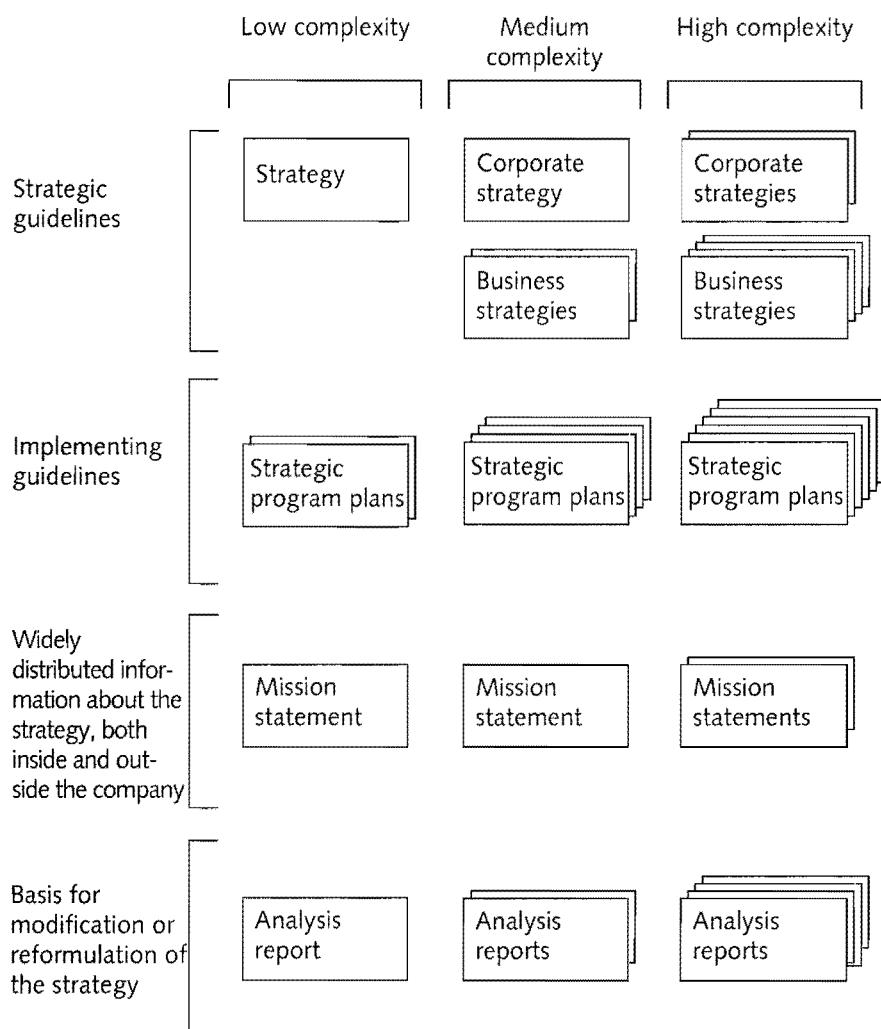 Low complexity
Medium
complexity
High complexity
Strategic
guidelines
Strategy
Corporate
strategy
Corporate
strategies
Business
strategies
Business
strategies
Implementing
guidelines
Strategic
program plans
Strategic
program plans
Strategic
program plans
Widely
distributed infor-
mation about the
strategy, both
inside and out-
side the company
Mission
statement
Mission
statement
Mission
statements
Basis for
modification or
reformulation of
the strategy
Analysis
report
Analysis
reports
Analysis
reports